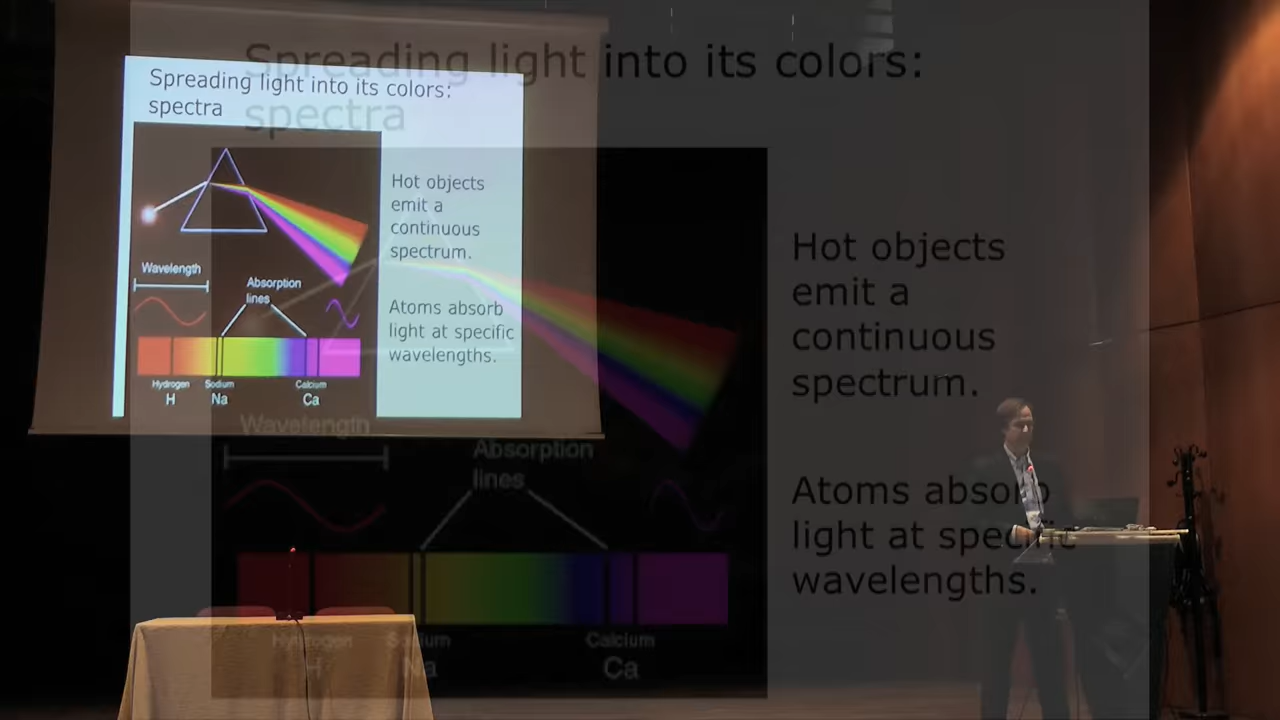 Spreading light into its colors:
spectra
Hot objects
emit a
continuous
spectrum.
Atoms absorb
light at specific
wavelengths.
Wavelength
Absorption
lines
Hydrogen Sodium Calcium
H Na Ca
Spreading light into its colors:
spectra
Hot objects
emit a
continuous
spectrum.
Atoms absorb
light at specific
wavelengths.
Wavelength
Absorption
lines
Hydrogen Sodium Calcium
H Na Ca